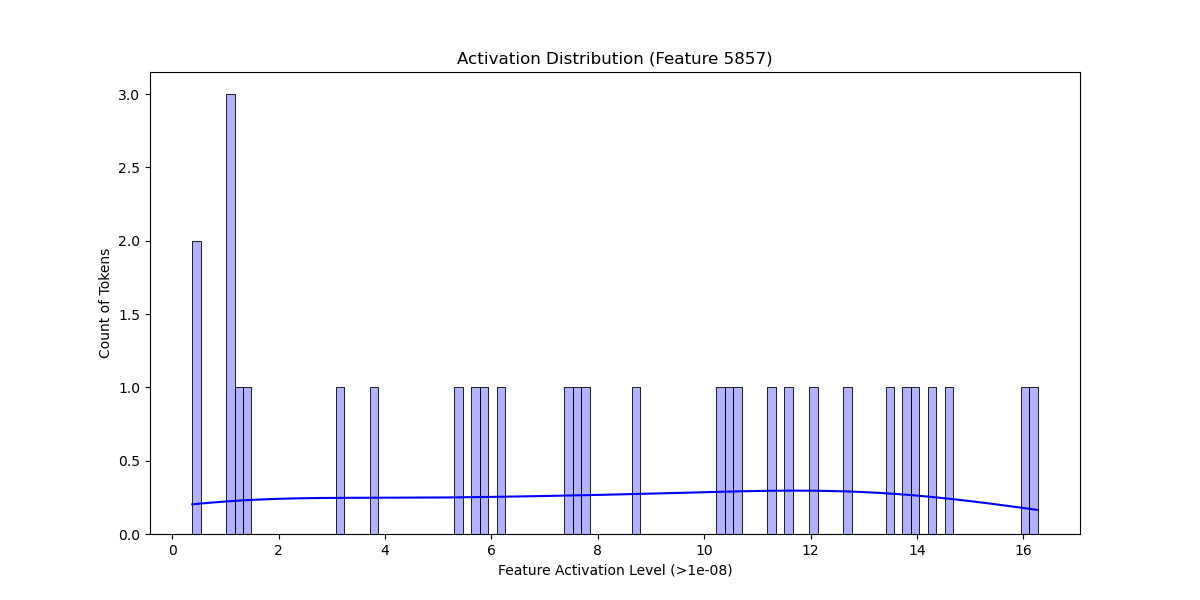 Activation Distribution (Feature 5857)
3.0
2.5
2.0
1.5
1.0
0.5
0.0
Count of Tokens
0 2 4 6 8 10 12 14 16
Feature Activation Level (>1e-08)